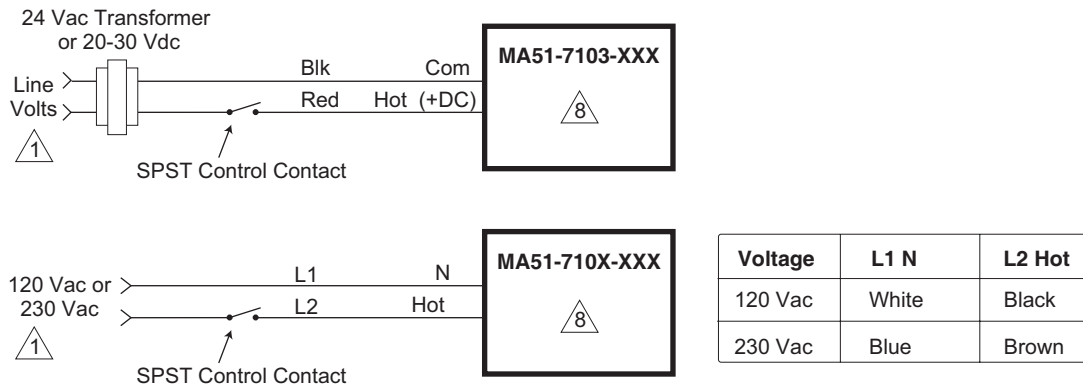 24 Vac Transformer
or 20-30 Vdc
Line
Volts
1
Blk
Com
Red
Hot (+DC)
SPST Control Contact
MA51-7103-XXX
8
120 Vac or
230 Vac
1
L1
N
L2
Hot
SPST Control Contact
MA51-710X-XXX
8
Voltage L1 N L2 Hot
120 Vac White Black
230 Vac Blue Brown